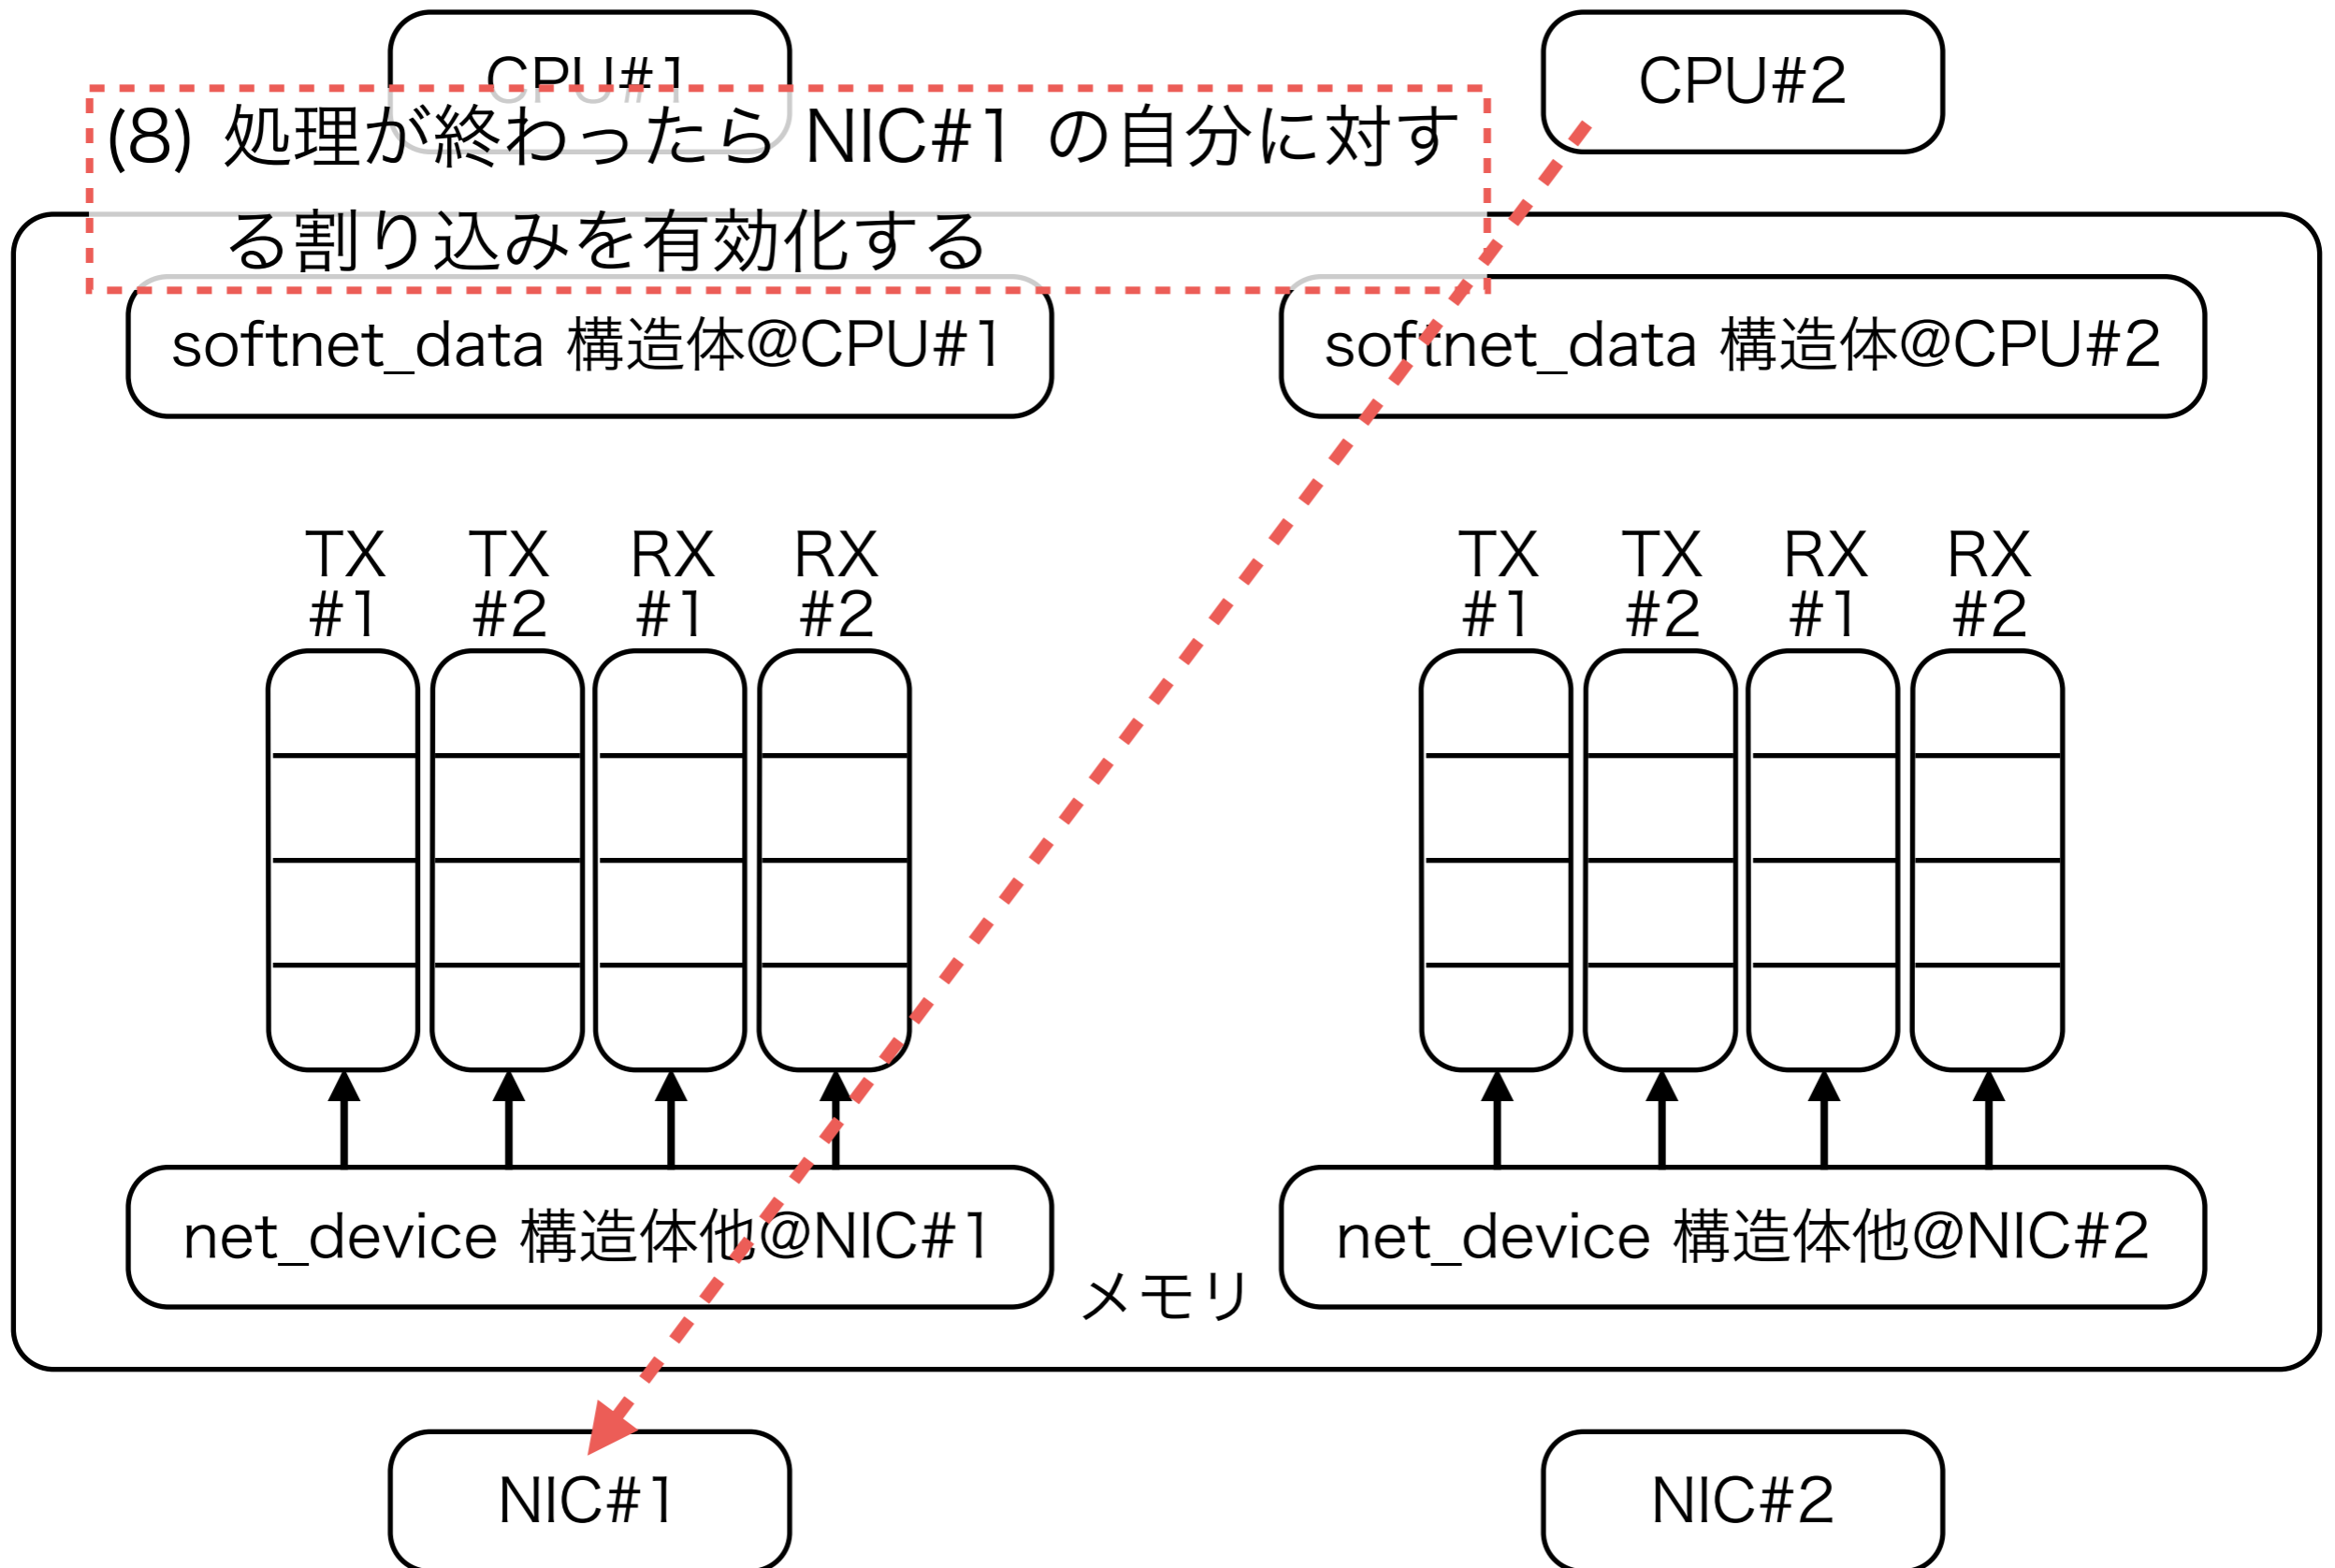 CPU#1
CPU#2
(8) 処理が終わったら NIC#1 の自分に対す
る割り込みを有効化する
softnet_data 構造体@CPU#1
softnet_data 構造体@CPU#2
TX
#1
TX
#2
RX
#1
RX
#2
TX
#1
TX
#2
RX
#1
RX
#2
net_device 構造体他@NIC#1
net_device 構造体他@NIC#2
メモリ
NIC#1
NIC#2